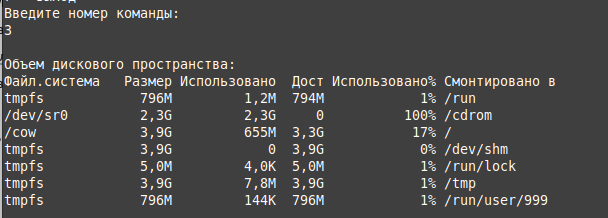 Введите номер команды:
3
Объем дискового пространства:
Файл.система Размер Использовано Дост Использовано% Смонтировано в
tmpfs 796M 1,2M 794M 1% /run
/dev/sr0 2,3G 2,3G 0 100% /cdrom
/cow 3,9G 655M 3,3G 17% /
tmpfs 3,9G 0 3,9G 0% /dev/shm
tmpfs 5,0M 4,0K 5,0M 1% /run/lock
tmpfs 3,9G 7,8M 3,9G 1% /tmp
tmpfs 796M 144K 796M 1% /run/user/999